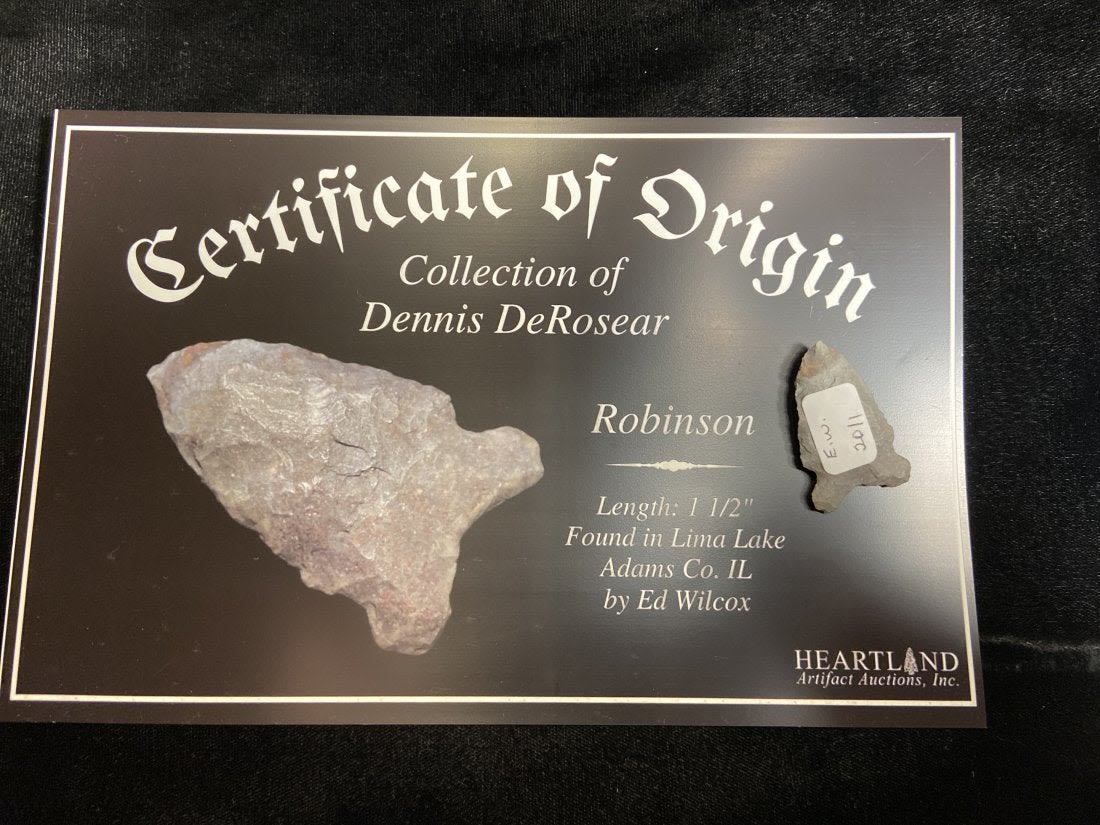 Certificate of Origin
Collection of
Dennis DeRosear
Robinson
Length: 1 1/2"
Found in Lima Lake
Adams Co. IL
by Ed Wilcox
E.W.
2011
HEARTLAND
Artifact Auctions, Inc.